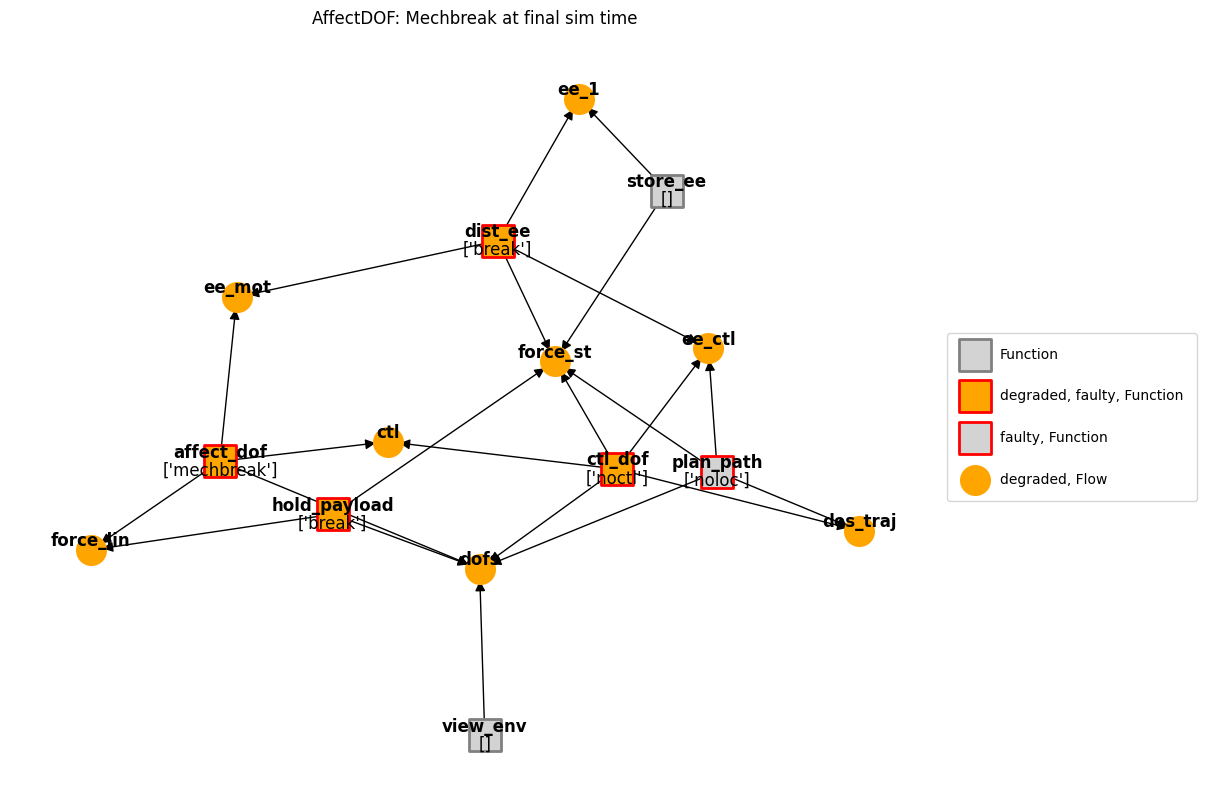 AffectDOF: Mechbreak at final sim time
ee_1
store_ee
[]
dist_ee
['break']
ee_mot
ee_ctl
force_st
ctl
affect_dof
['mechbreak']
ctl_dof
['noctl']
plan_path
['noloc']
hold_payload
['break']
des_traj
force_lin
dofs
view_env
[]
Function
degraded, faulty, Function
faulty, Function
degraded, Flow